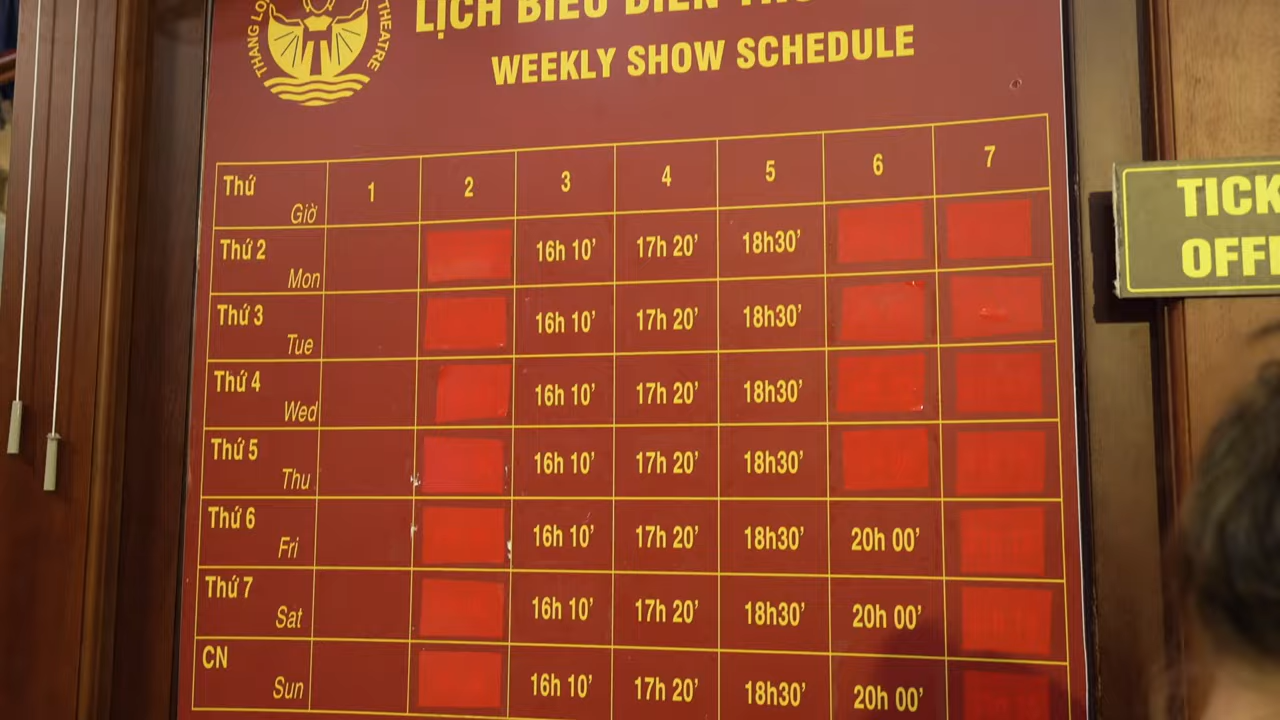 THANG LO
THEATRE
LỊCH BIỂU DIỄN
WEEKLY SHOW SCHEDULE
Thứ Giờ 1 2 3 4 5 6 7
Thứ 2 Mon 16h 10' 17h 20' 18h30'
Thứ 3 Tue 16h 10' 17h 20' 18h30'
Thứ 4 Wed 16h 10' 17h 20' 18h30'
Thứ 5 Thu 16h 10' 17h 20' 18h30'
Thứ 6 Fri 16h 10' 17h 20' 18h30' 20h 00'
Thứ 7 Sat 16h 10' 17h 20' 18h30' 20h 00'
CN Sun 16h 10' 17h 20' 18h30' 20h 00'
TICK
OFFI